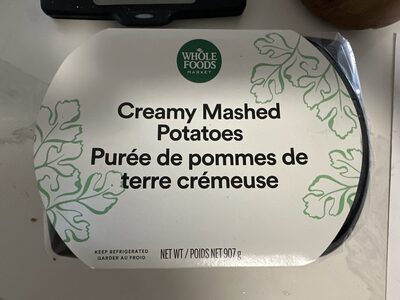 WHOLE
FOODS
MARKET
Creamy Mashed
Potatoes
Purée de pommes de
terre crémeuse
KEEP REFRIGERATED
GARDER AU FROID
NET WT / POIDS NET 907 g